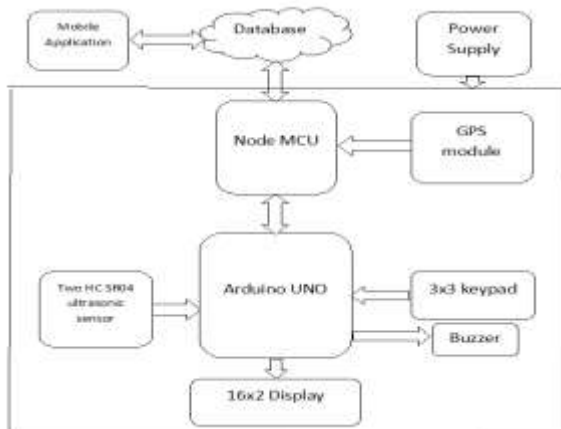 Mobile
Application
Database
Power
Supply
Node MCU
GPS
module
Two HC SR04
ultrasonic
sensor
Arduino UNO
3x3 keypad
Buzzer
16x2 Display